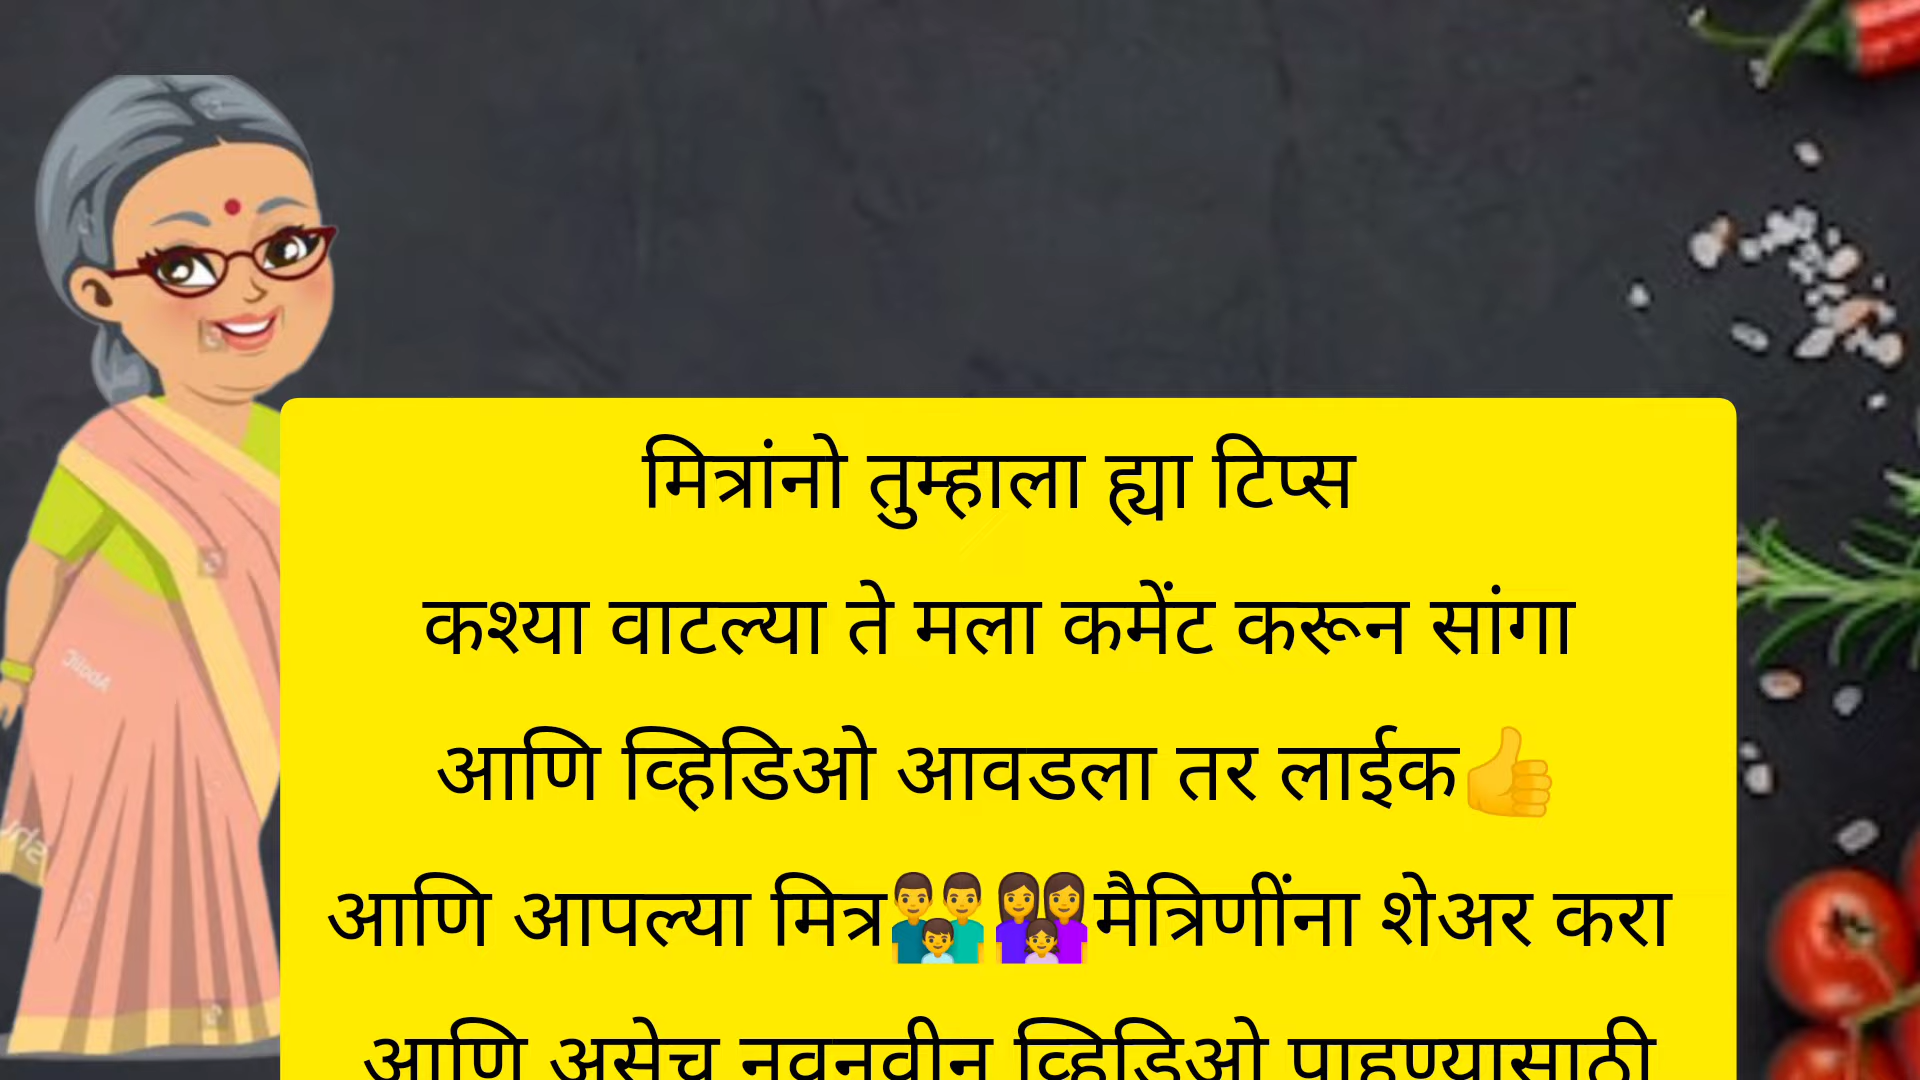 मित्रांनो तुम्हाला ह्या टिप्स
कश्या वाटल्या ते मला कमेंट करून सांगा
आणि व्हिडिओ आवडला तर लाईक👍
आणि आपल्या मित्र👨‍👨‍👦👩‍👩‍👧मैत्रिणींना शेअर करा
आणि असेच नवनवीन व्हिडिओ पाहण्यासाठी